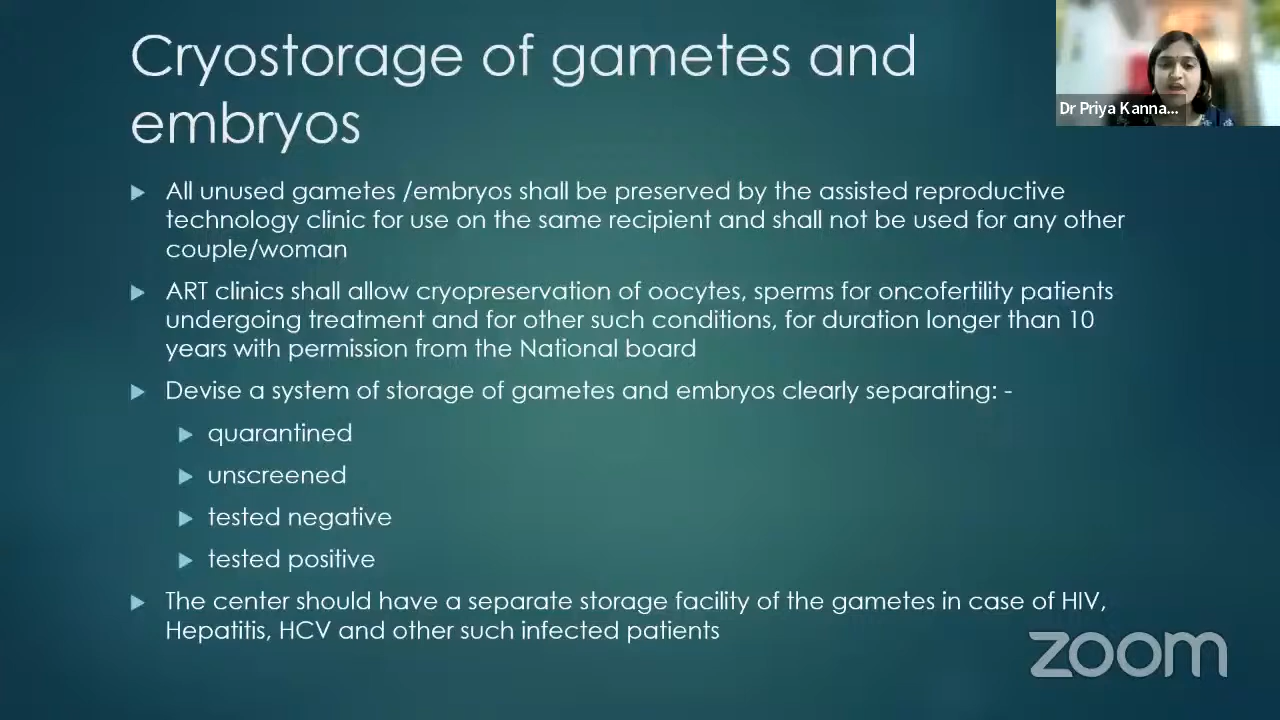 Cryostorage of gametes and
embryos
Dr Priya Kanna...
All unused gametes /embryos shall be preserved by the assisted reproductive
technology clinic for use on the same recipient and shall not be used for any other
couple/woman
ART clinics shall allow cryopreservation of oocytes, sperms for oncofertility patients
undergoing treatment and for other such conditions, for duration longer than 10
years with permission from the National board
Devise a system of storage of gametes and embryos clearly separating: -
quarantined
unscreened
tested negative
tested positive
The center should have a separate storage facility of the gametes in case of HIV,
Hepatitis, HCV and other such infected patients
zoom